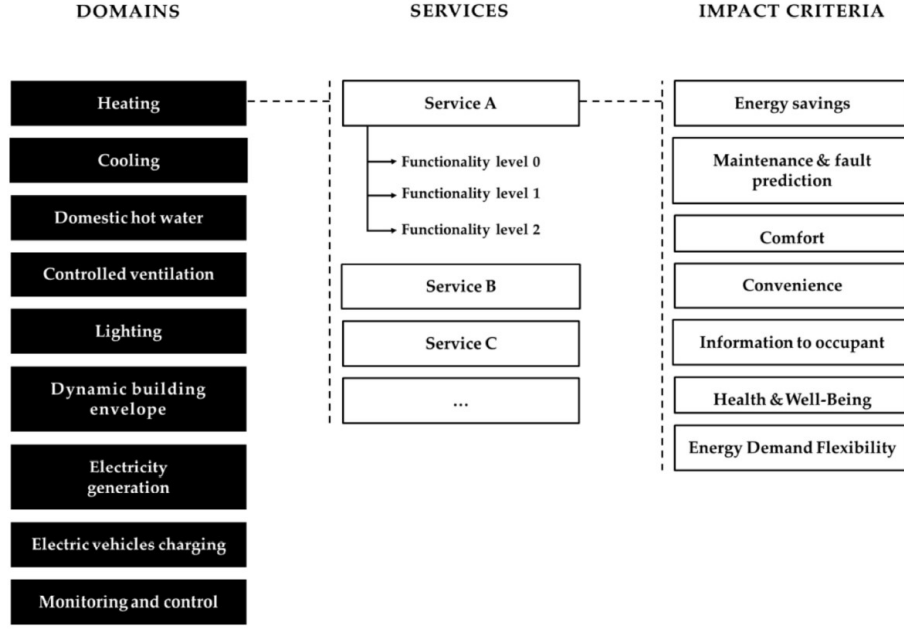 DOMAINS
Heating
Cooling
Domestic hot water
Controlled ventilation
Lighting
Dynamic building
envelope
Electricity
generation
Electric vehicles charging
Monitoring and control
SERVICES
Service A
Functionality level 0
Functionality level 1
Functionality level 2
Service B
Service C
...
IMPACT CRITERIA
Energy savings
Maintenance & fault
prediction
Comfort
Convenience
Information to occupant
Health & Well-Being
Energy Demand Flexibility